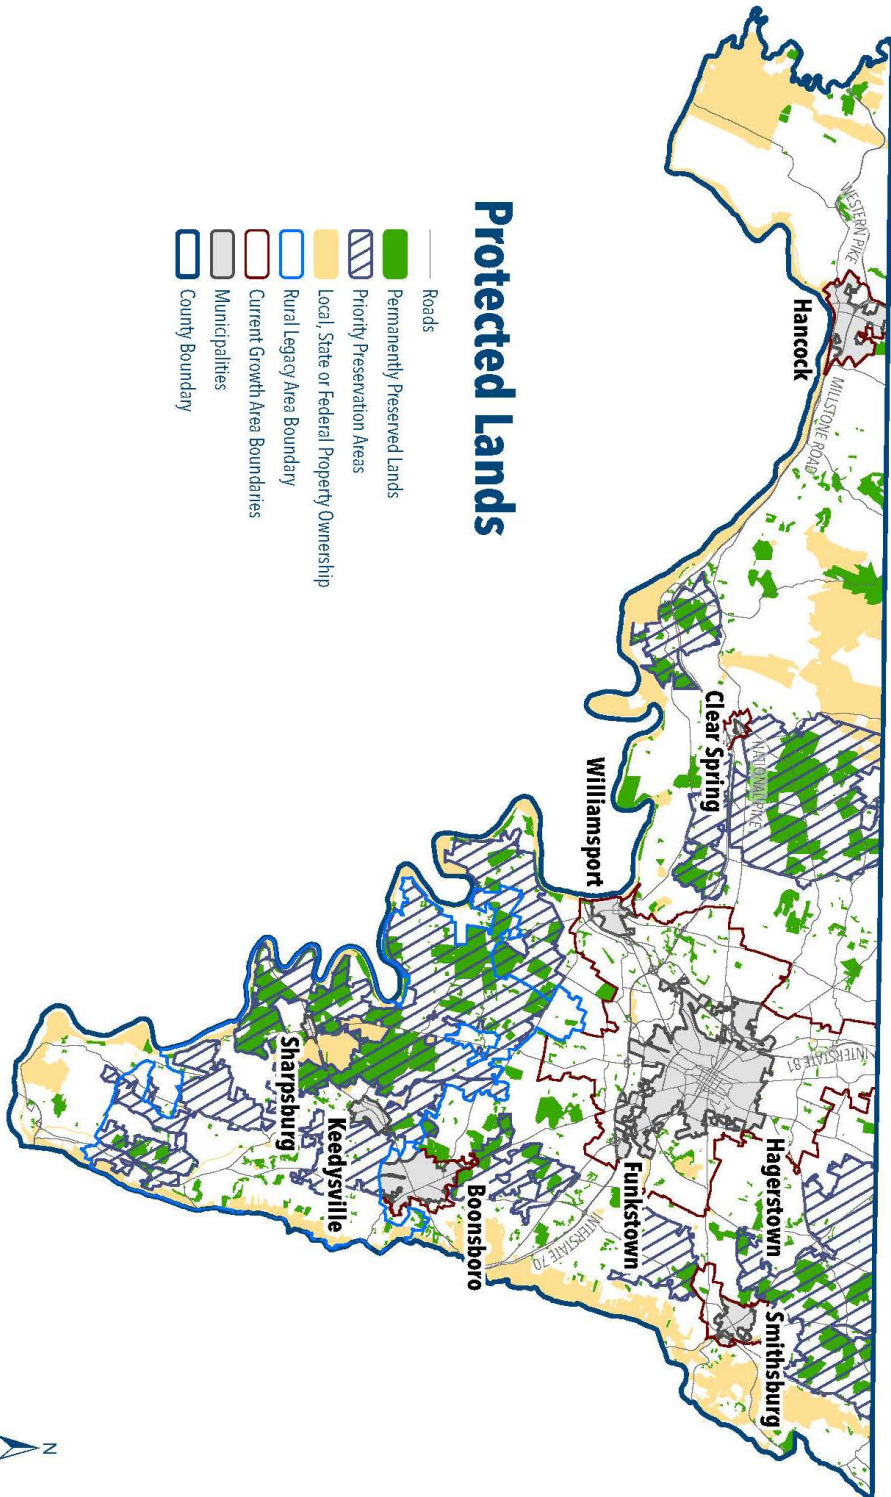 Protected Lands
Roads
Permanently Preserved Lands
Priority Preservation Areas
Local, State or Federal Property Ownership
Rural Legacy Area Boundary
Current Growth Area Boundaries
Municipalities
County Boundary
WESTERN PIKE
Hancock
MILLSTONE ROAD
Clear Spring
NATIONAL PIKE
Williamsport
INTERSTATE 81
Hagerstown
Smithsburg
Funkstown
INTERSTATE 70
Boonsboro
Keedysville
Sharpsburg
N